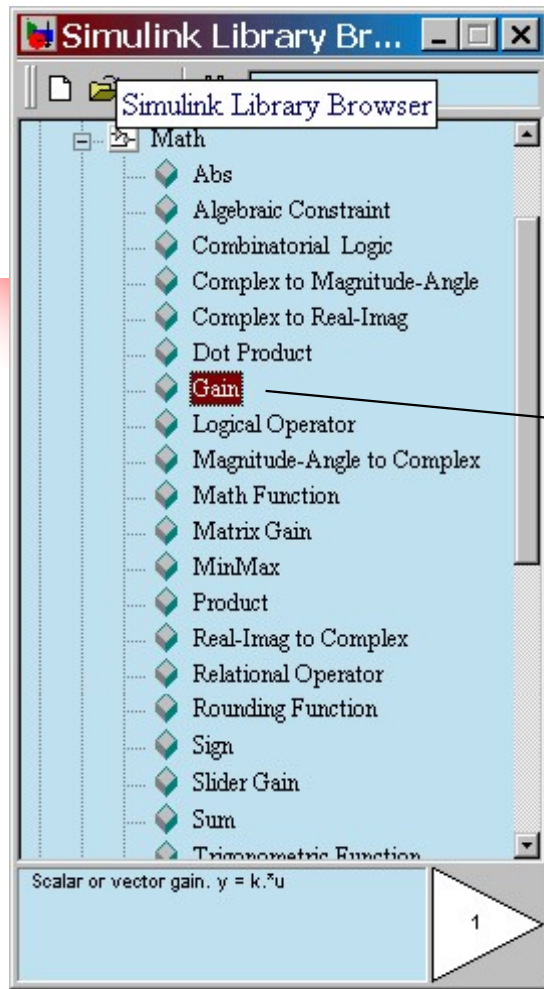 Simulink Library Br...
Simulink Library Browser
Math
Abs
Algebraic Constraint
Combinatorial Logic
Complex to Magnitude-Angle
Complex to Real-Imag
Dot Product
Gain
Logical Operator
Magnitude-Angle to Complex
Math Function
Matrix Gain
MinMax
Product
Real-Imag to Complex
Relational Operator
Rounding Function
Sign
Slider Gain
Sum
Trigonometric Function
Scalar or vector gain. y = k.*u
1